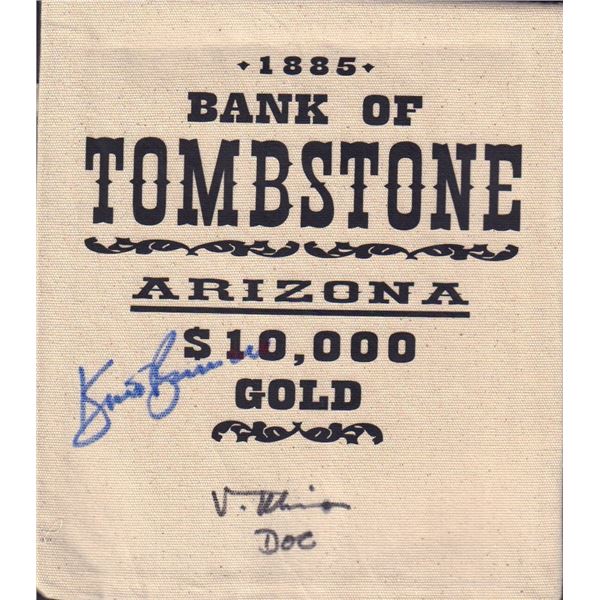 1885
BANK OF
TOMBSTONE
ARIZONA
$10,000
GOLD
V.
DOC